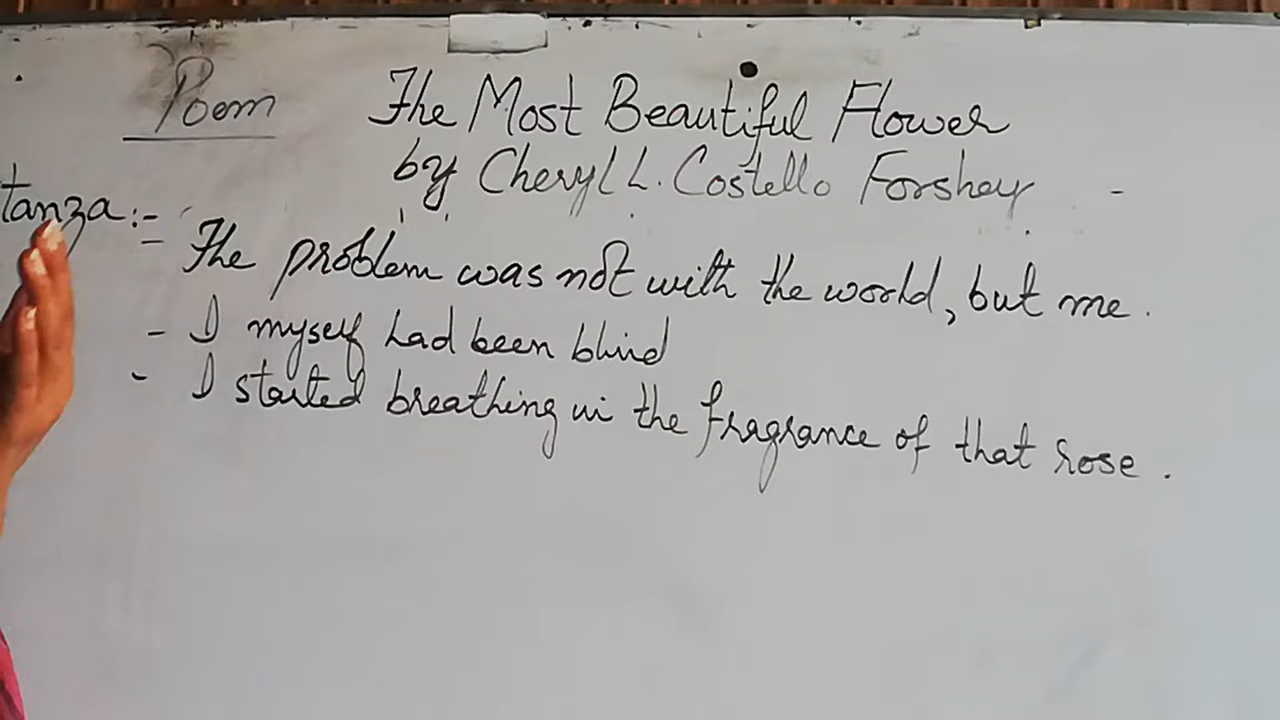 Poem The Most Beautiful Flower
by Cheryl L. Costello Forshey -
tanza:-
- The problem was not with the world, but me.
- I myself had been blind
- I started breathing in the fragrance of that rose.